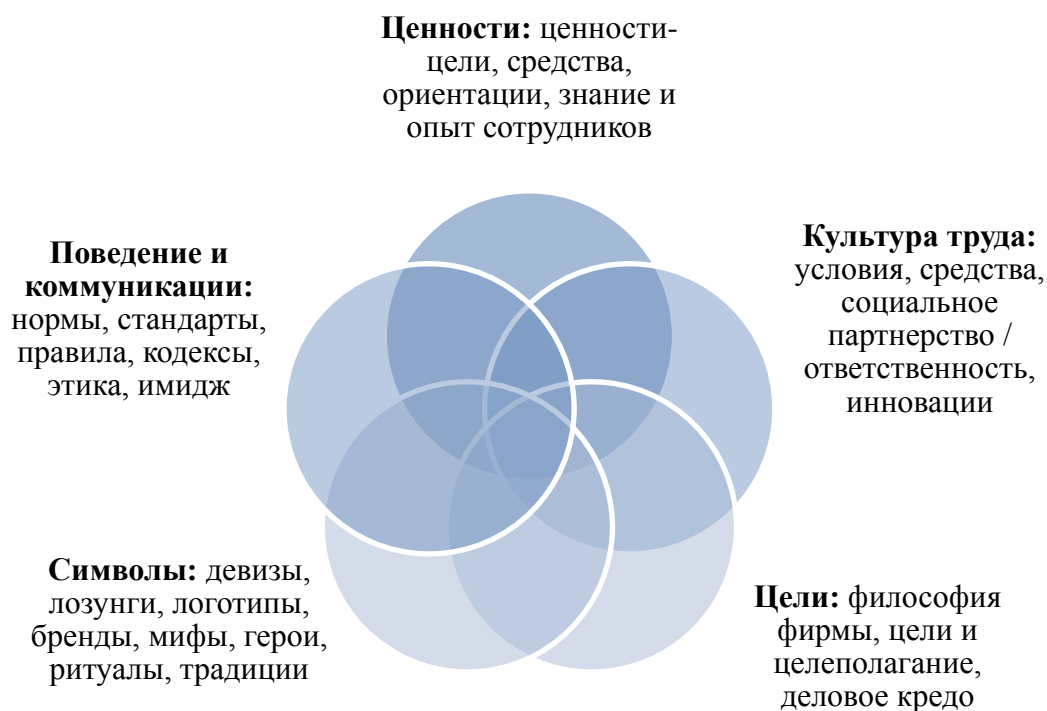 Ценности: ценности-
цели, средства,
ориентации, знание и
опыт сотрудников
Культура труда:
условия, средства,
социальное
партнерство /
ответственность,
инновации
Цели: философия
фирмы, цели и
целеполагание,
деловое кредо
Символы: девизы,
лозунги, логотипы,
бренды, мифы, герои,
ритуалы, традиции
Поведение и
коммуникации:
нормы, стандарты,
правила, кодексы,
этика, имидж